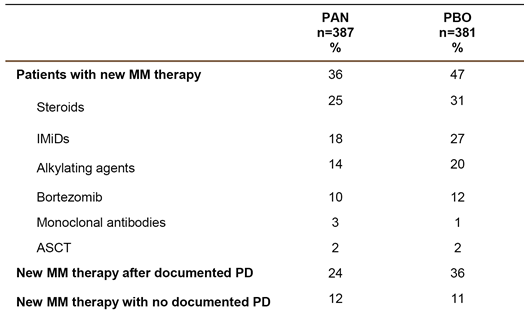 PAN PBO
n=387 n=381
% %
Patients with new MM therapy 36 47
Steroids 25 31
IMiDs 18 27
Alkylating agents 14 20
Bortezomib 10 12
Monoclonal antibodies 3 1
ASCT 2 2
New MM therapy after documented PD 24 36
New MM therapy with no documented PD 12 11